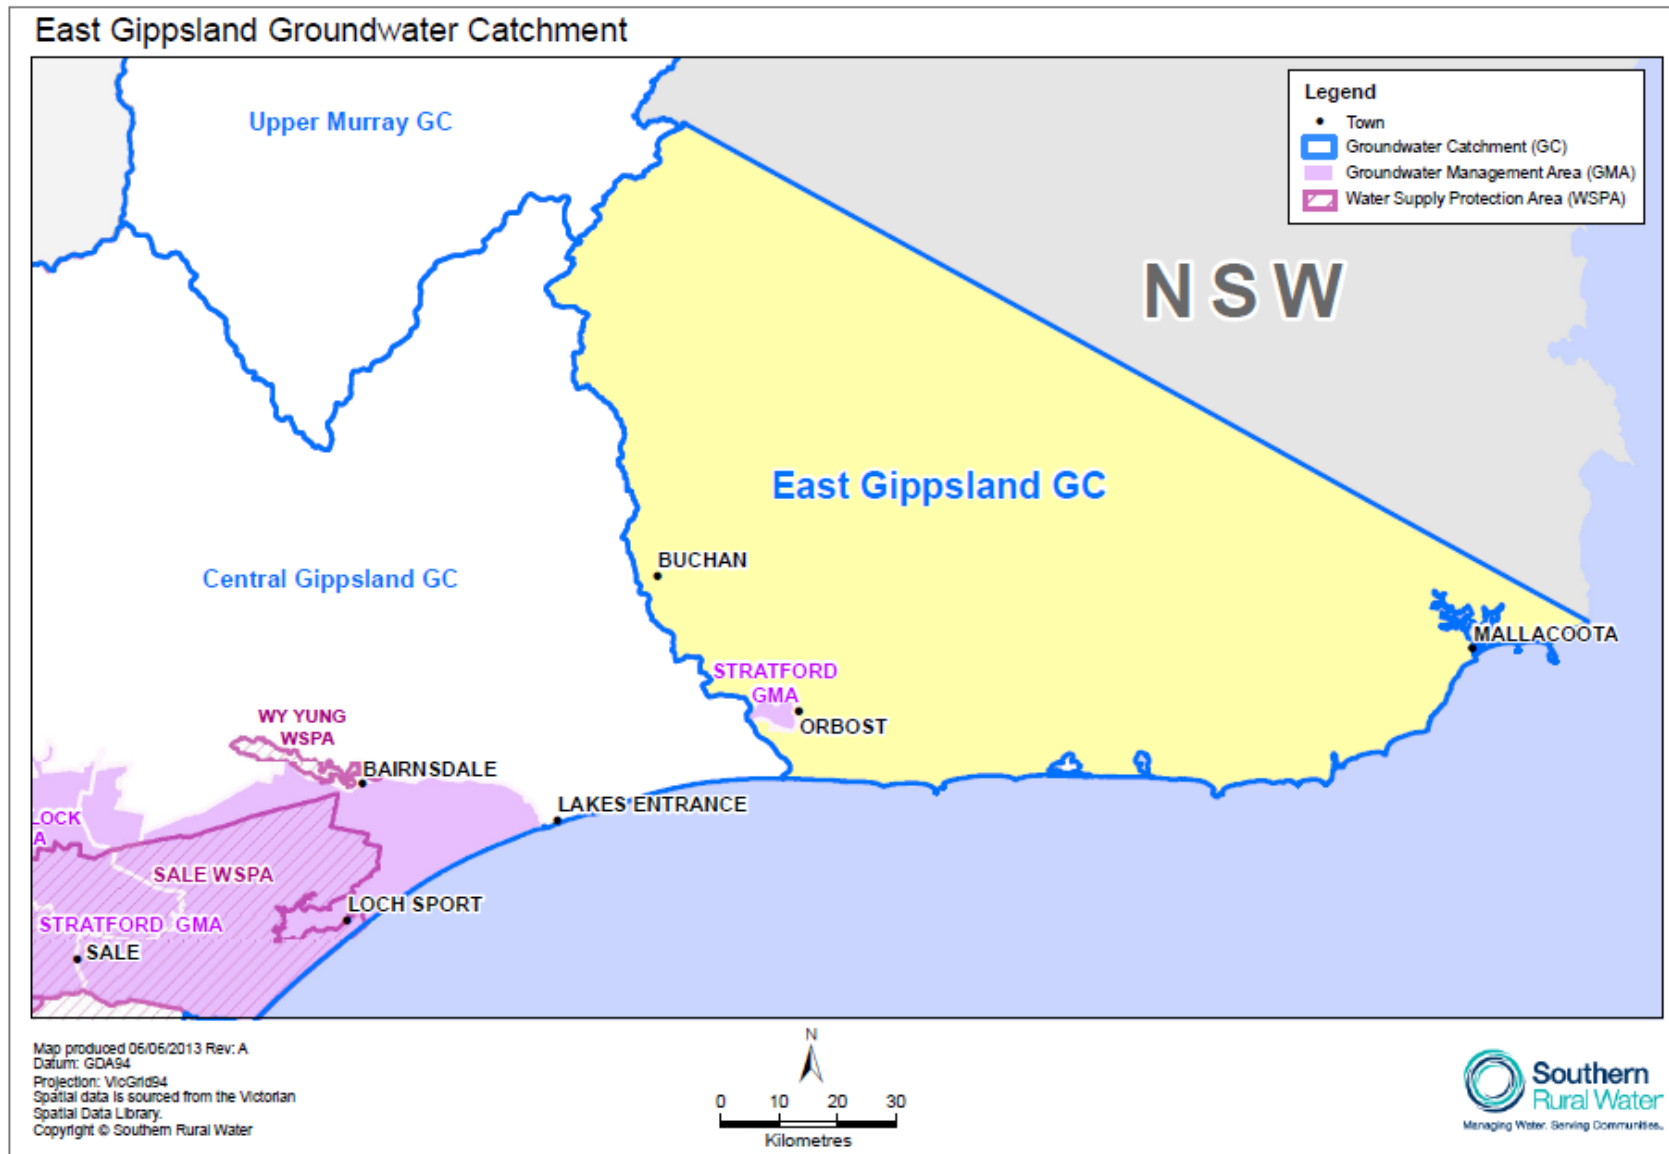 East Gippsland Groundwater Catchment
Upper Murray GC
Legend
Town
Groundwater Catchment (GC)
Groundwater Management Area (GMA)
Water Supply Protection Area (WSPA)
NSW
East Gippsland GC
BUCHAN
Central Gippsland GC
MALLACOOTA
STRATFORD
GMA
ORBOST
WY YUNG
WSPA
BAIRNSDALE
LAKES ENTRANCE
LOCK
A
SALE WSPA
LOCH SPORT
STRATFORD GMA
SALE
Map produced 06/06/2013 Rev: A
Datum: GDA94
Projection: VicGrid94
Spatial data is sourced from the Victorian
Spatial Data Library.
Copyright © Southern Rural Water
N
0 10 20 30
Kilometres
Southern
Rural Water
Managing Water. Serving Communities.